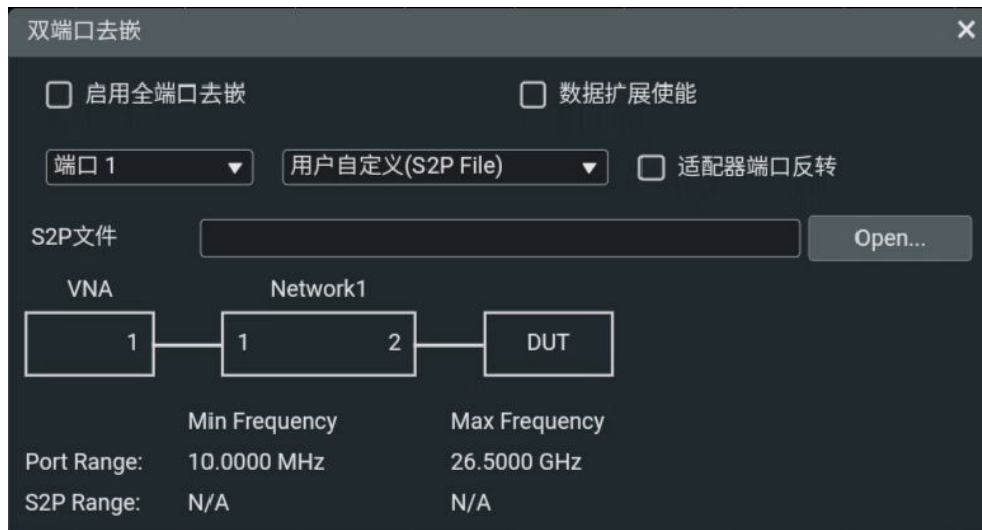 双端口去嵌
启用全端口去嵌 数据扩展使能
端口 1 用户自定义(S2P File) 适配器端口反转
S2P文件 Open...
VNA Network1
1 1 2 DUT
Min Frequency Max Frequency
Port Range: 10.0000 MHz 26.5000 GHz
S2P Range: N/A N/A